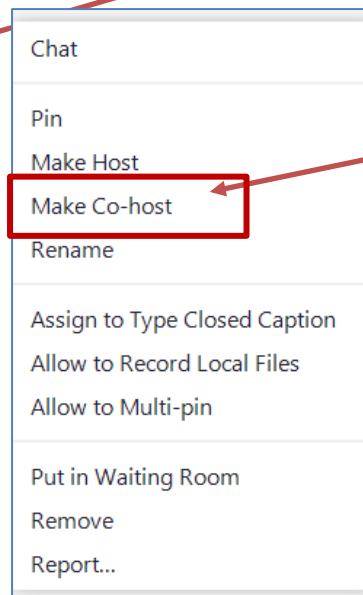 Chat
Pin
Make Host
Make Co-host
Rename
Assign to Type Closed Caption
Allow to Record Local Files
Allow to Multi-pin
Put in Waiting Room
Remove
Report...